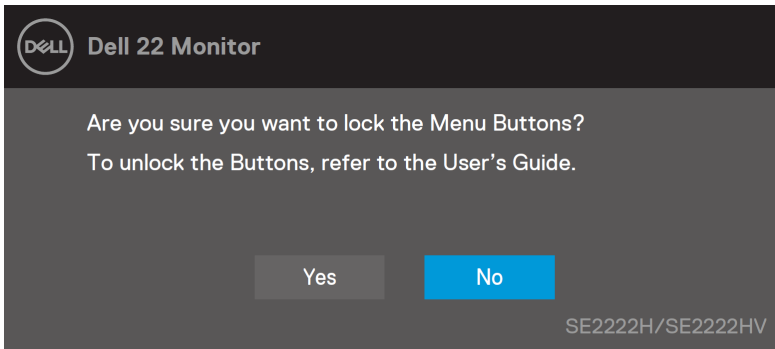 DELL Dell 22 Monitor
Are you sure you want to lock the Menu Buttons?
To unlock the Buttons, refer to the User’s Guide.
Yes No
SE2222H/SE2222HV